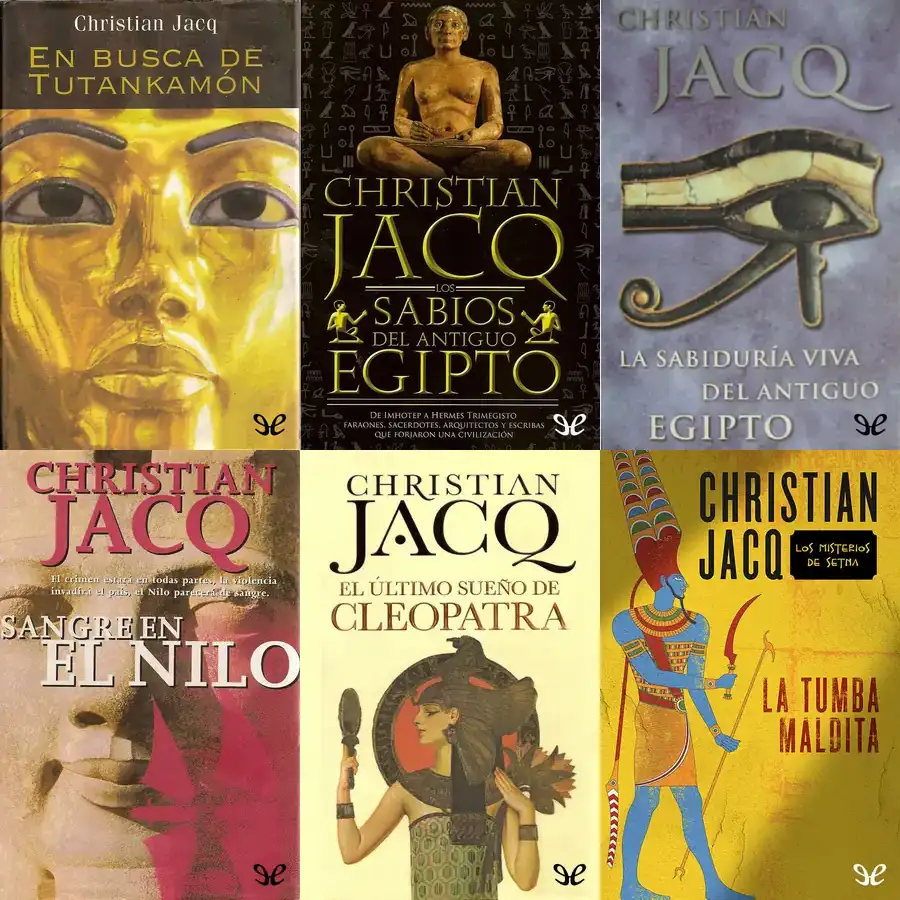 Christian Jacq
EN BUSCA DE
TUTANKAMÓN
CHRISTIAN
JACQ
LOS
SABIOS
DEL ANTIGUO
EGIPTO
DE IMHOTEP A HERMES TRIMEGISTO
FARAONES, SACERDOTES, ARQUITECTOS Y ESCRIBAS
QUE FORJARON UNA CIVILIZACIÓN
CHRISTIAN
JACQ
LA SABIDURÍA VIVA
DEL ANTIGUO
EGIPTO
CHRISTIAN
JACQ
El crimen estará en todas partes, la violencia
invadirá el país, el Nilo parecerá de sangre.
SANGRE EN
EL NILO
CHRISTIAN
JACQ
EL ÚLTIMO SUEÑO DE
CLEOPATRA
CHRISTIAN
JACQ
LOS MISTERIOS
DE SETNA
LA TUMBA
MALDITA